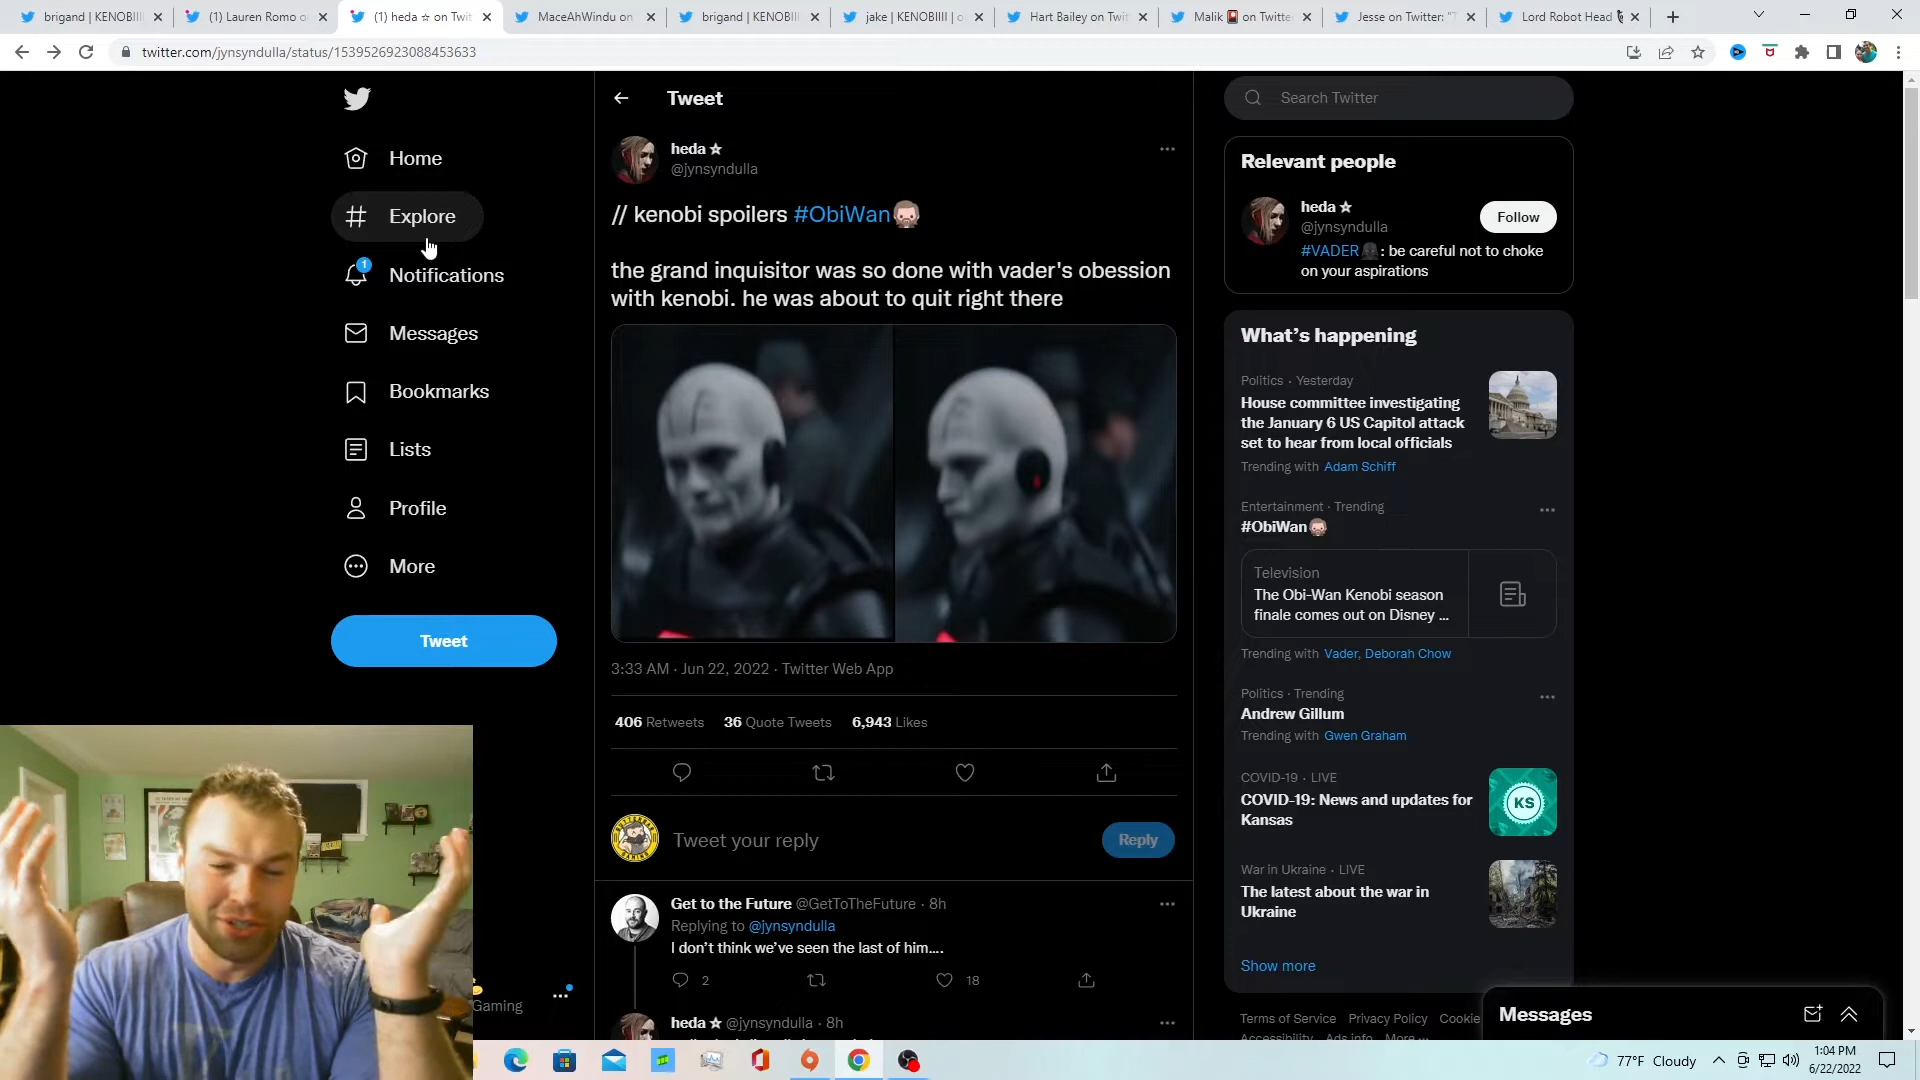 brigand | KENOBIIII
(1) Lauren Romo o
(1) heda ☆ on Twit
MaceAhWindu on
brigand | KENOBIII
jake | KENOBIIII | o
Hart Bailey on Twit
Malik on Twitte
Jesse on Twitter: "T
Lord Robot Head
twitter.com/jynsyndulla/status/1539526923088453633
Home
Explore
1
Notifications
Messages
Bookmarks
Lists
Profile
More
Tweet
Gaming
Tweet
heda ☆
@jynsyndulla
// kenobi spoilers #ObiWan
the grand inquisitor was so done with vader's obession
with kenobi. he was about to quit right there
3:33 AM · Jun 22, 2022 · Twitter Web App
406 Retweets 36 Quote Tweets 6,943 Likes
Tweet your reply
Reply
Get to the Future @GetToTheFuture · 8h
Replying to @jynsyndulla
I don't think we've seen the last of him....
2 18
heda ☆ @jynsyndulla · 8h
Search Twitter
Relevant people
heda ☆
@jynsyndulla
Follow
#VADER: be careful not to choke
on your aspirations
What's happening
Politics · Yesterday
House committee investigating
the January 6 US Capitol attack
set to hear from local officials
Trending with Adam Schiff
Entertainment · Trending
#ObiWan
Television
The Obi-Wan Kenobi season
finale comes out on Disney ...
Trending with Vader, Deborah Chow
Politics · Trending
Andrew Gillum
Trending with Gwen Graham
COVID-19 · LIVE
COVID-19: News and updates for
Kansas
KS
War in Ukraine · LIVE
The latest about the war in
Ukraine
Show more
Terms of Service Privacy Policy Cookie
Accessibility Ads info More ...
Messages
77°F Cloudy
1:04 PM
6/22/2022